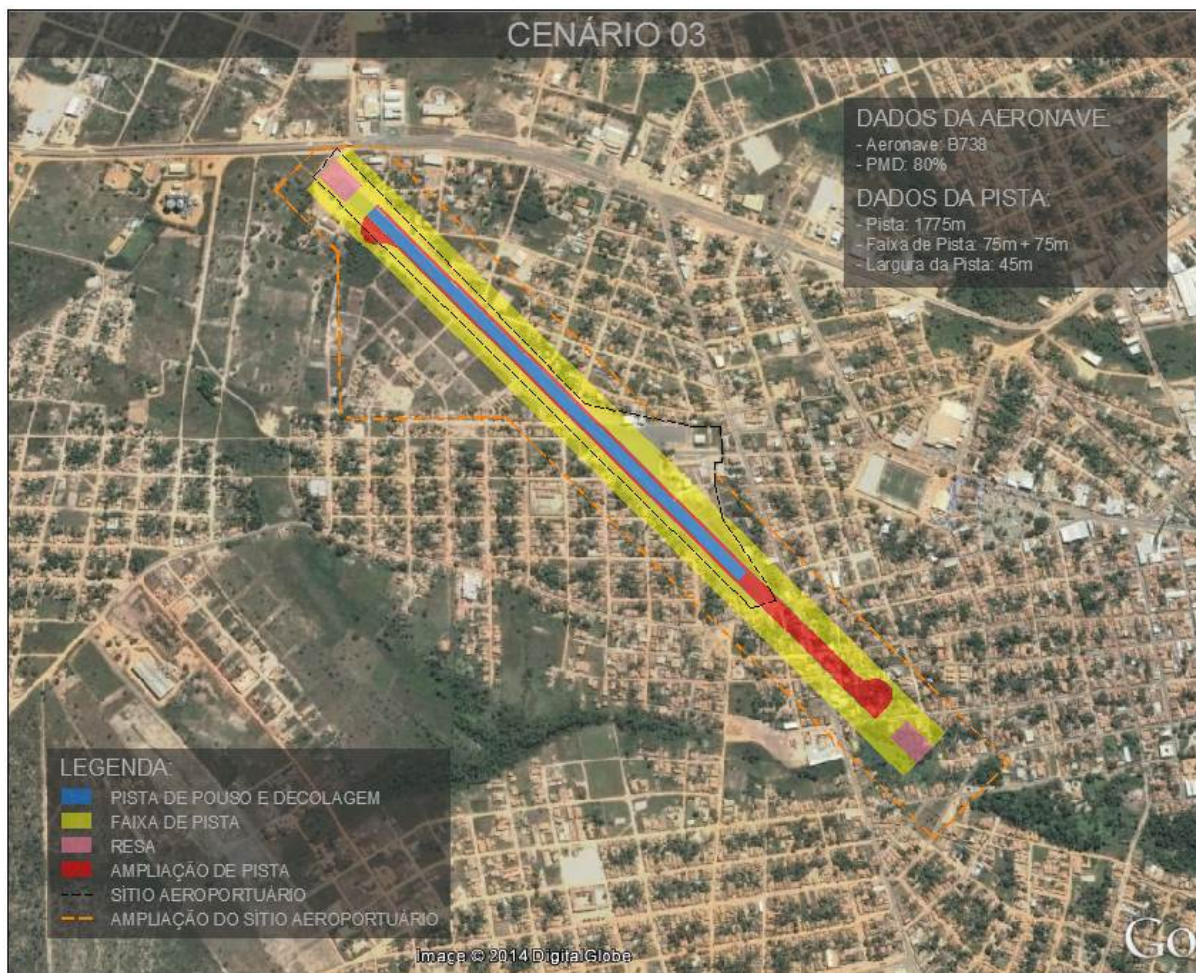 CENÁRIO 03
DADOS DA AERONAVE:
- Aeronave: B738
- PMD: 80%
DADOS DA PISTA:
- Pista: 1775m
- Faixa de Pista: 75m + 75m
- Largura da Pista: 45m
LEGENDA:
PISTA DE POUSO E DECOLAGEM
FAIXA DE PISTA
RESA
AMPLIAÇÃO DE PISTA
SÍTIO AEROPORTUÁRIO
AMPLIAÇÃO DO SÍTIO AEROPORTUÁRIO
Image © 2014 DigitalGlobe
Go